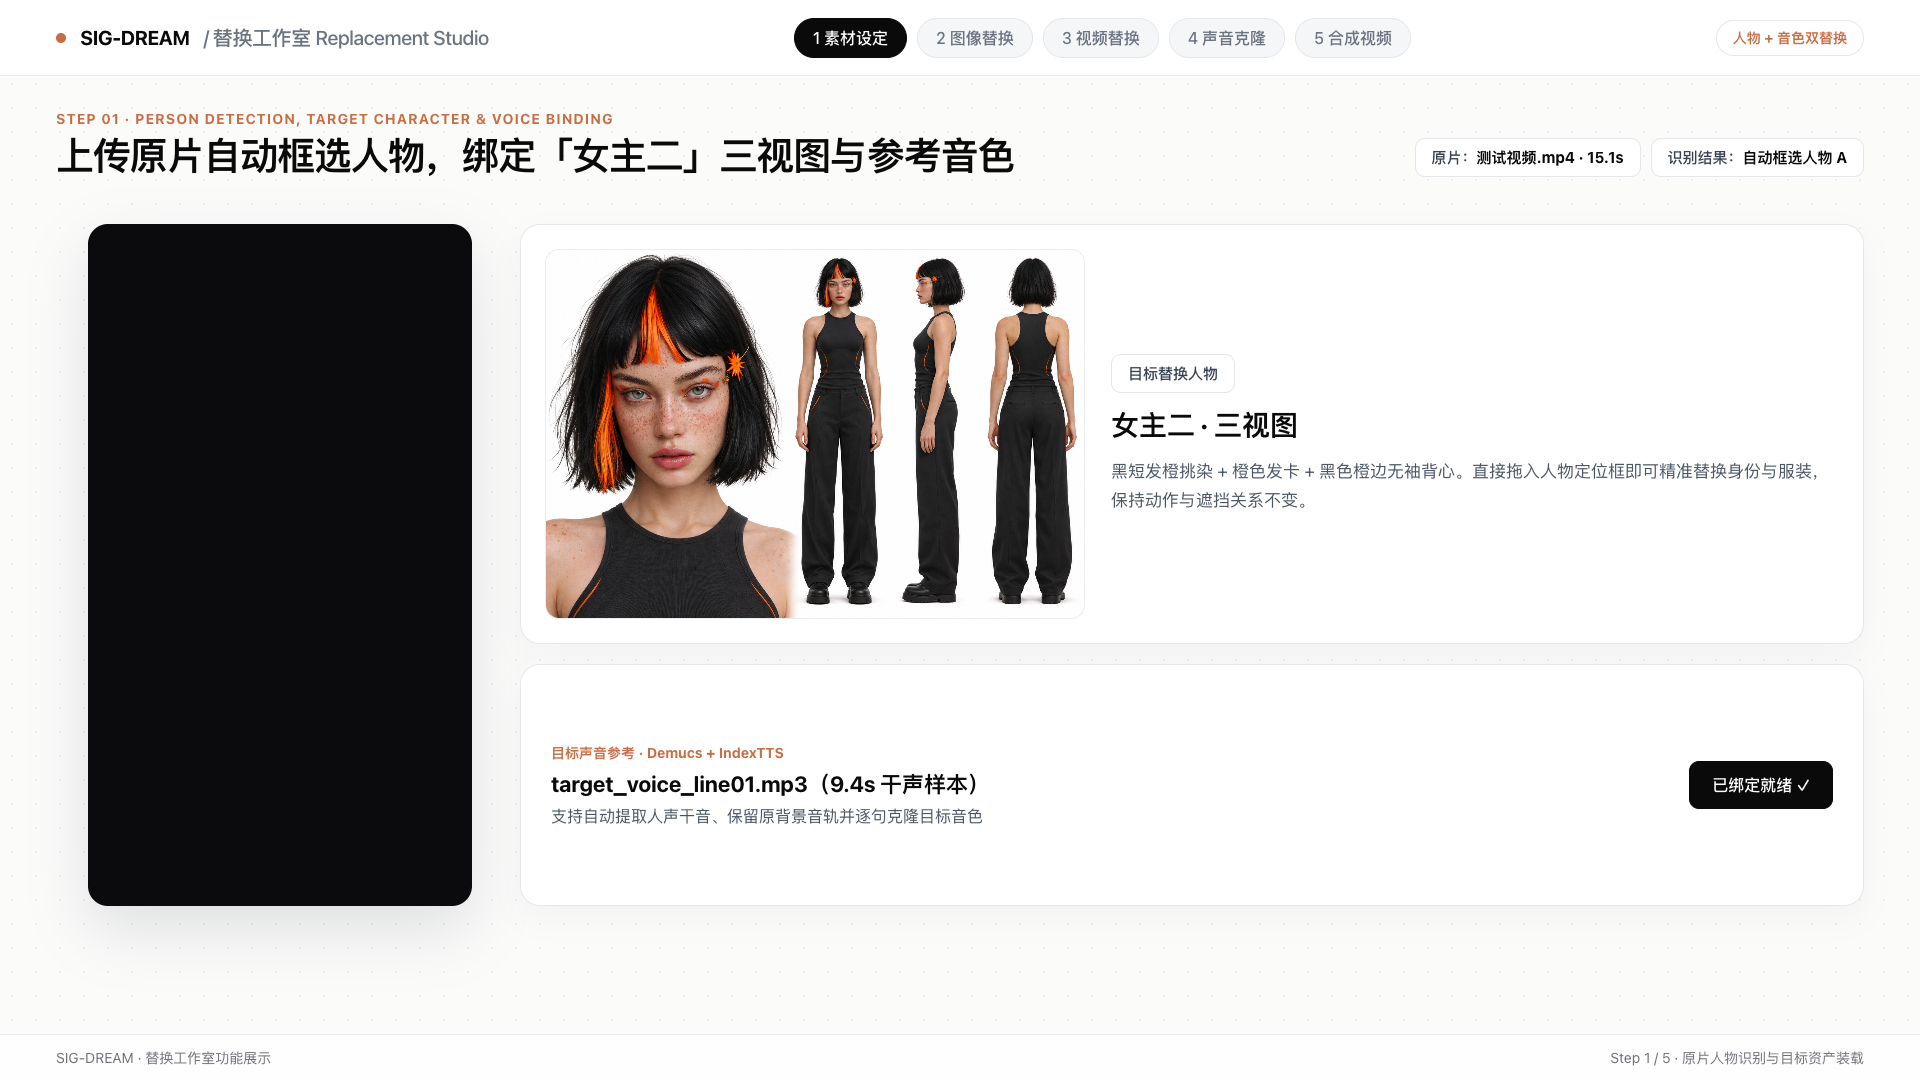 SIG-DREAM / 替换工作室 Replacement Studio
1 素材设定
2 图像替换
3 视频替换
4 声音克隆
5 合成视频
人物 + 音色双替换
STEP 01 · PERSON DETECTION, TARGET CHARACTER & VOICE BINDING
上传原片自动框选人物，绑定「女主二」三视图与参考音色
原片：测试视频.mp4 · 15.1s
识别结果：自动框选人物 A
目标替换人物
女主二 · 三视图
黑短发橙挑染 + 橙色发卡 + 黑色橙边无袖背心。直接拖入人物定位框即可精准替换身份与服装，
保持动作与遮挡关系不变。
目标声音参考 · Demucs + IndexTTS
target_voice_line01.mp3（9.4s 干声样本）
支持自动提取人声干音、保留原背景音轨并逐句克隆目标音色
已绑定就绪 ✓
SIG-DREAM · 替换工作室功能展示
Step 1 / 5 · 原片人物识别与目标资产装载